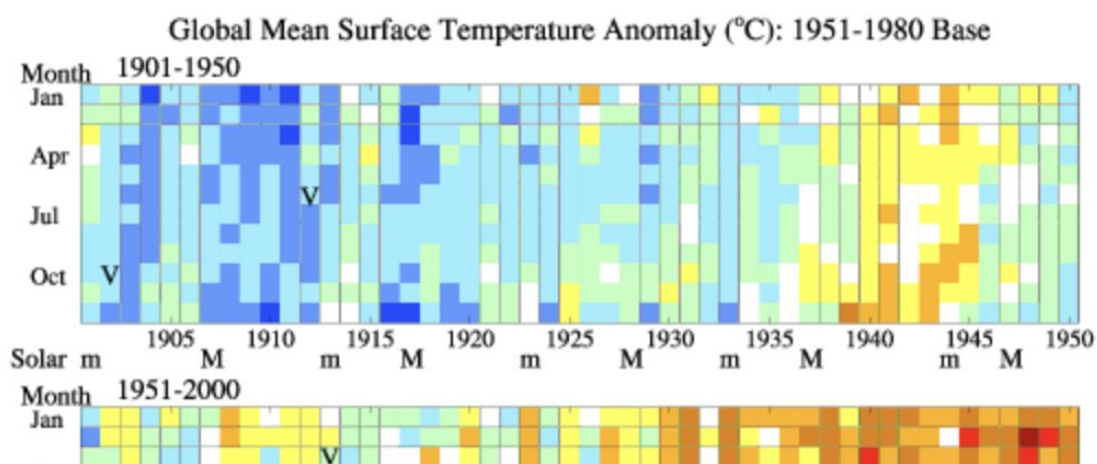 Global Mean Surface Temperature Anomaly (°C): 1951-1980 Base
Month 1901-1950
Jan
Apr
V
Jul
Oct V
1905 1910 1915 1920 1925 1930 1935 1940 1945 1950
Solar m M m M m M m M m M
Month 1951-2000
Jan
V